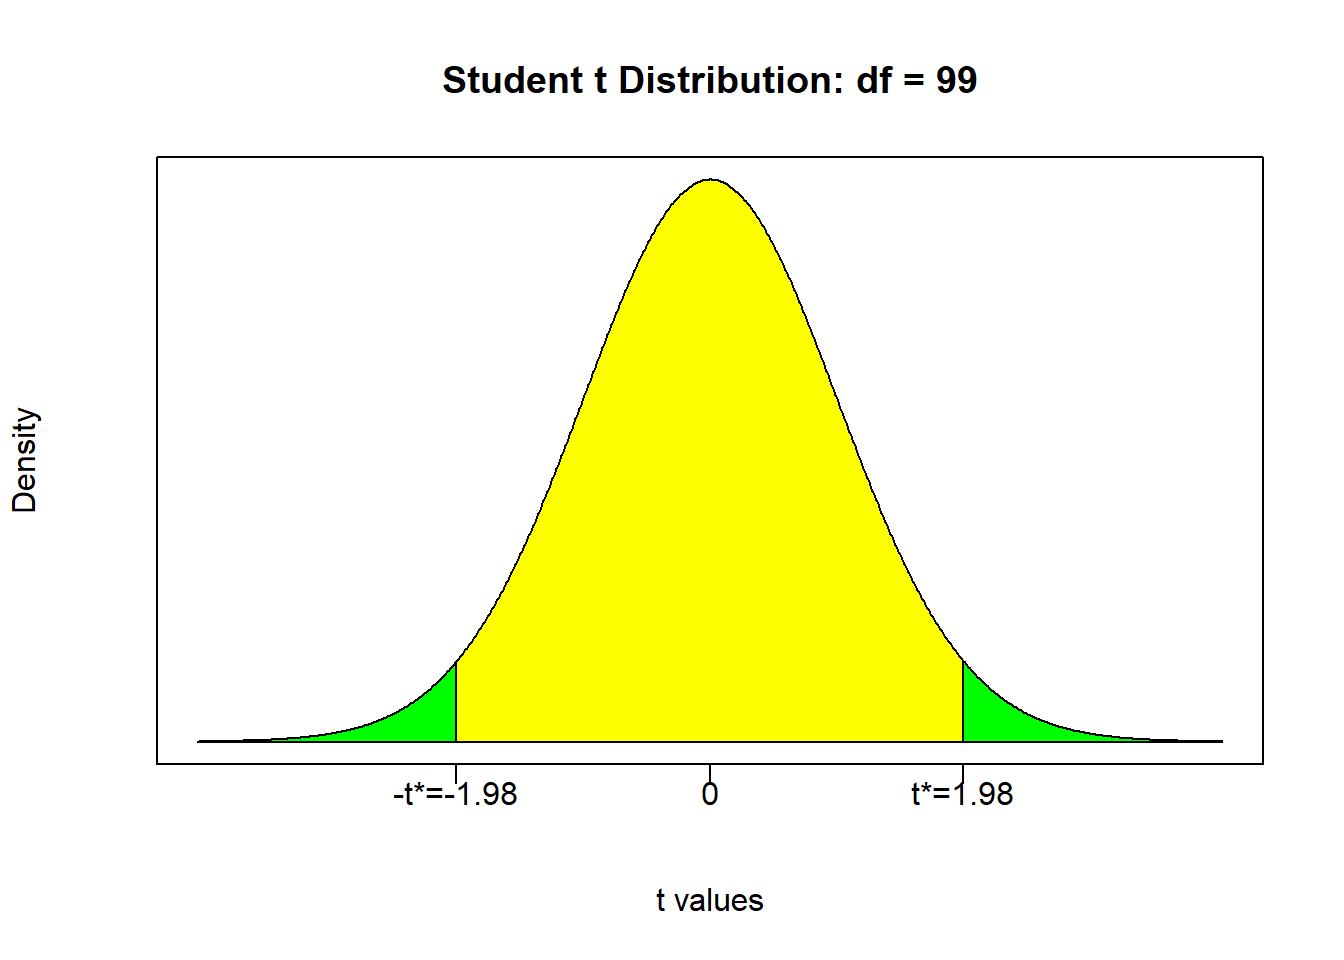 Student t Distribution: df = 99
Density
-t*=-1.98
0
t*=1.98
t values